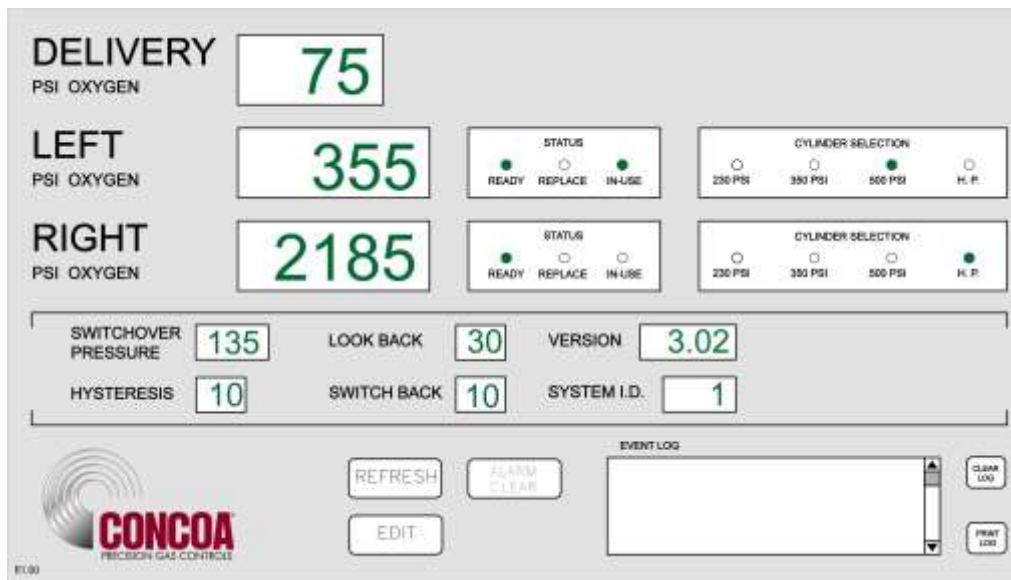 DELIVERY
PSI OXYGEN
75
LEFT
PSI OXYGEN
355
STATUS
READY REPLACE IN-USE
CYLINDER SELECTION
230 PSI 350 PSI 500 PSI H. P.
RIGHT
PSI OXYGEN
2185
STATUS
READY REPLACE IN-USE
CYLINDER SELECTION
230 PSI 350 PSI 500 PSI H. P.
SWITCHOVER
PRESSURE
135
LOOK BACK 30
VERSION 3.02
HYSTERESIS 10
SWITCH BACK 10
SYSTEM I.D. 1
REFRESH
ALARM
CLEAR
EDIT
EVENT LOG
CLEAR
LOG
PRINT
LOG
CONCOA
PRECISION GAS CONTROLS
R1.00